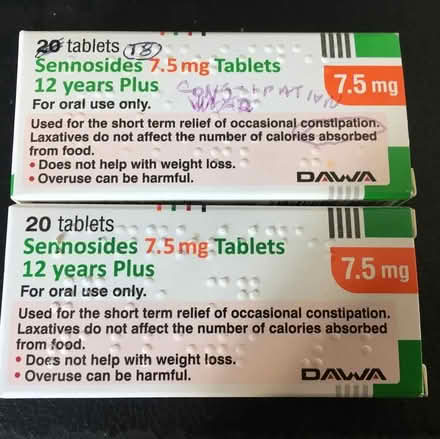 20 tablets 18
Sennosides 7.5 mg Tablets
12 years Plus CONSTIPATION
7.5 mg
For oral use only.
Used for the short term relief of occasional constipation.
Laxatives do not affect the number of calories absorbed
from food.
• Does not help with weight loss.
• Overuse can be harmful.
DAWA
20 tablets
Sennosides 7.5 mg Tablets
12 years Plus
7.5 mg
For oral use only.
Used for the short term relief of occasional constipation.
Laxatives do not affect the number of calories absorbed
from food.
• Does not help with weight loss.
• Overuse can be harmful.
DAWA